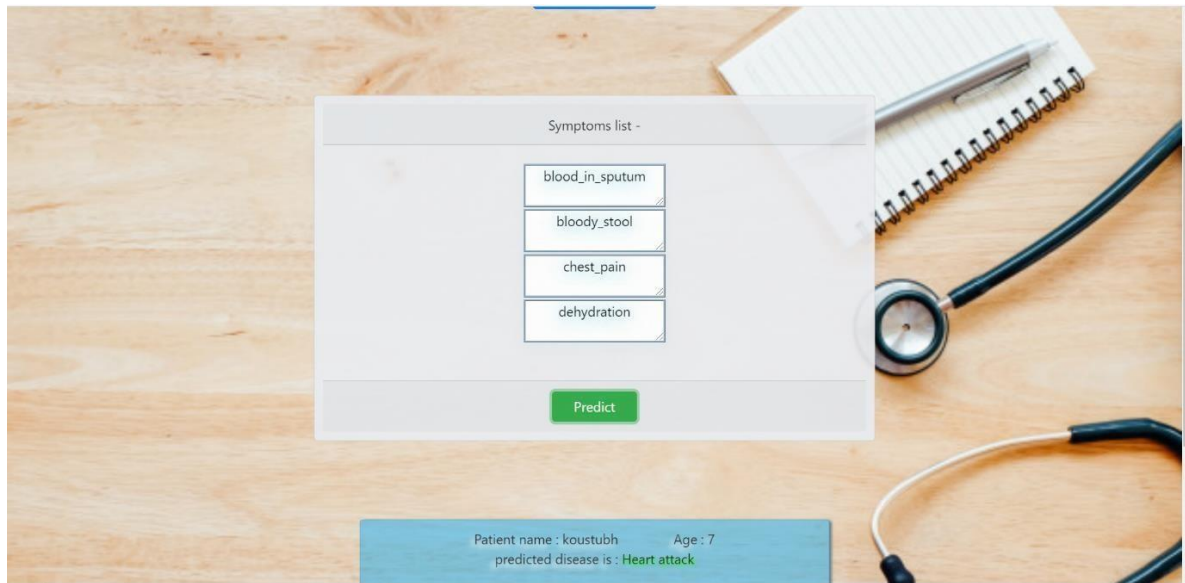 Symptoms list -
blood_in_sputum
bloody_stool
chest_pain
dehydration
Predict
Patient name : koustubh Age : 7
predicted disease is : Heart attack